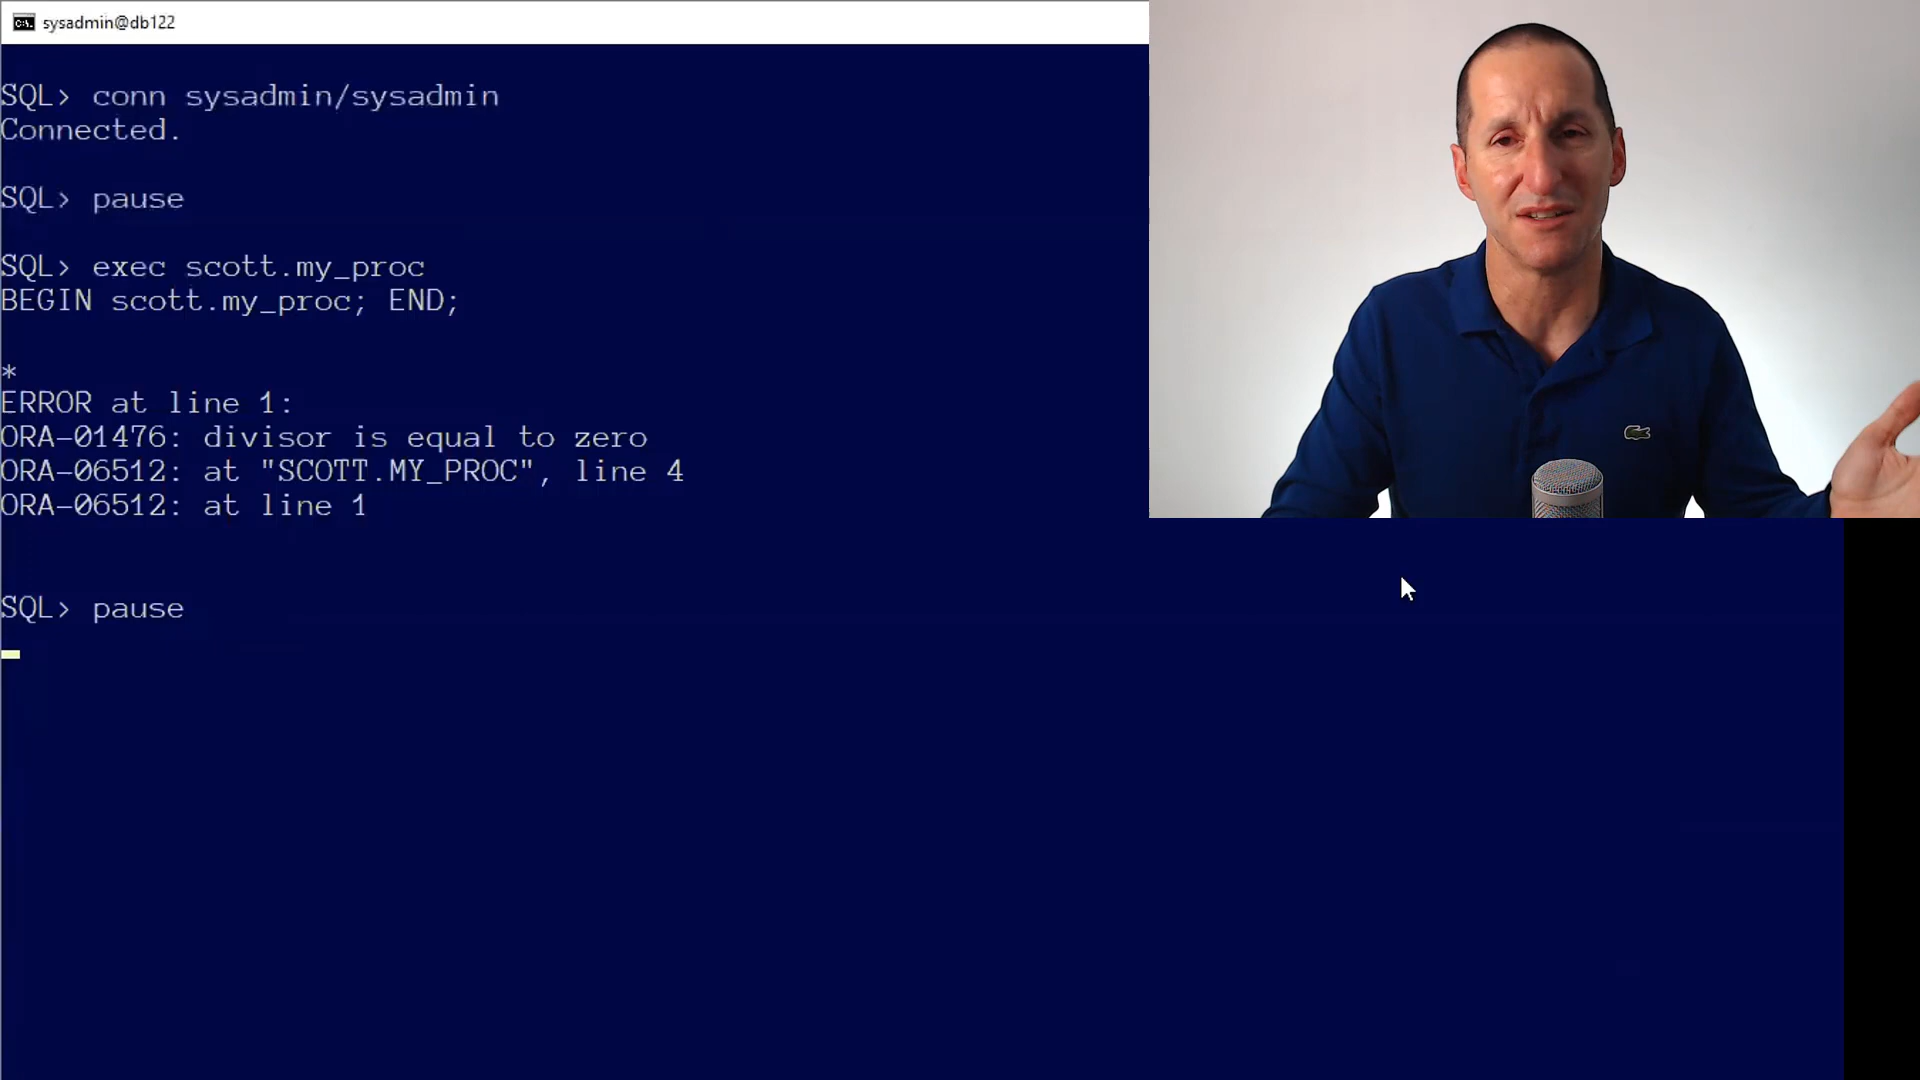 sysadmin@db122
SQL> conn sysadmin/sysadmin
Connected.
SQL> pause
SQL> exec scott.my_proc
BEGIN scott.my_proc; END;
*
ERROR at line 1:
ORA-01476: divisor is equal to zero
ORA-06512: at "SCOTT.MY_PROC", line 4
ORA-06512: at line 1
SQL> pause